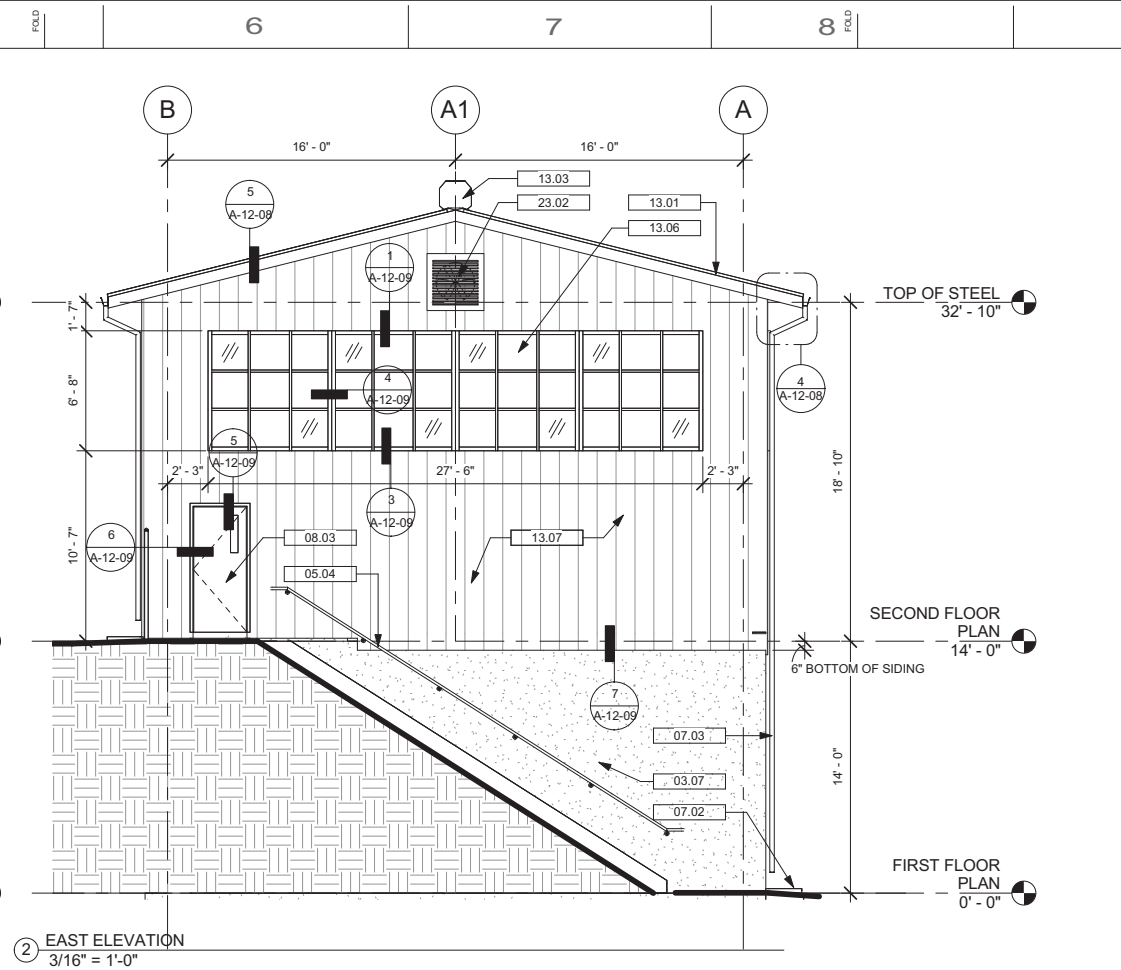 FOLD
6
7
8
FOLD
B
A1
A
16' - 0"
16' - 0"
13.03
23.02
13.01
13.06
5
A-12-08
1
A-12-09
TOP OF STEEL
32' - 10"
1' - 7"
4
A-12-08
4
A-12-09
6' - 8"
5
A-12-09
2' - 3"
27' - 6"
2' - 3"
18' - 10"
3
A-12-09
6
A-12-09
10' - 7"
08.03
13.07
05.04
SECOND FLOOR
PLAN
14' - 0"
6" BOTTOM OF SIDING
7
A-12-09
07.03
03.07
07.02
14' - 0"
FIRST FLOOR
PLAN
0' - 0"
2
EAST ELEVATION
3/16" = 1'-0"